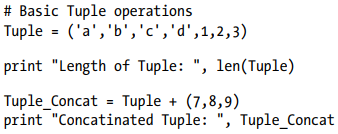 # Basic Tuple operations
Tuple = ('a','b','c','d',1,2,3)
print "Length of Tuple: ", len(Tuple)
Tuple_Concat = Tuple + (7,8,9)
print "Concatinated Tuple: ", Tuple_Concat